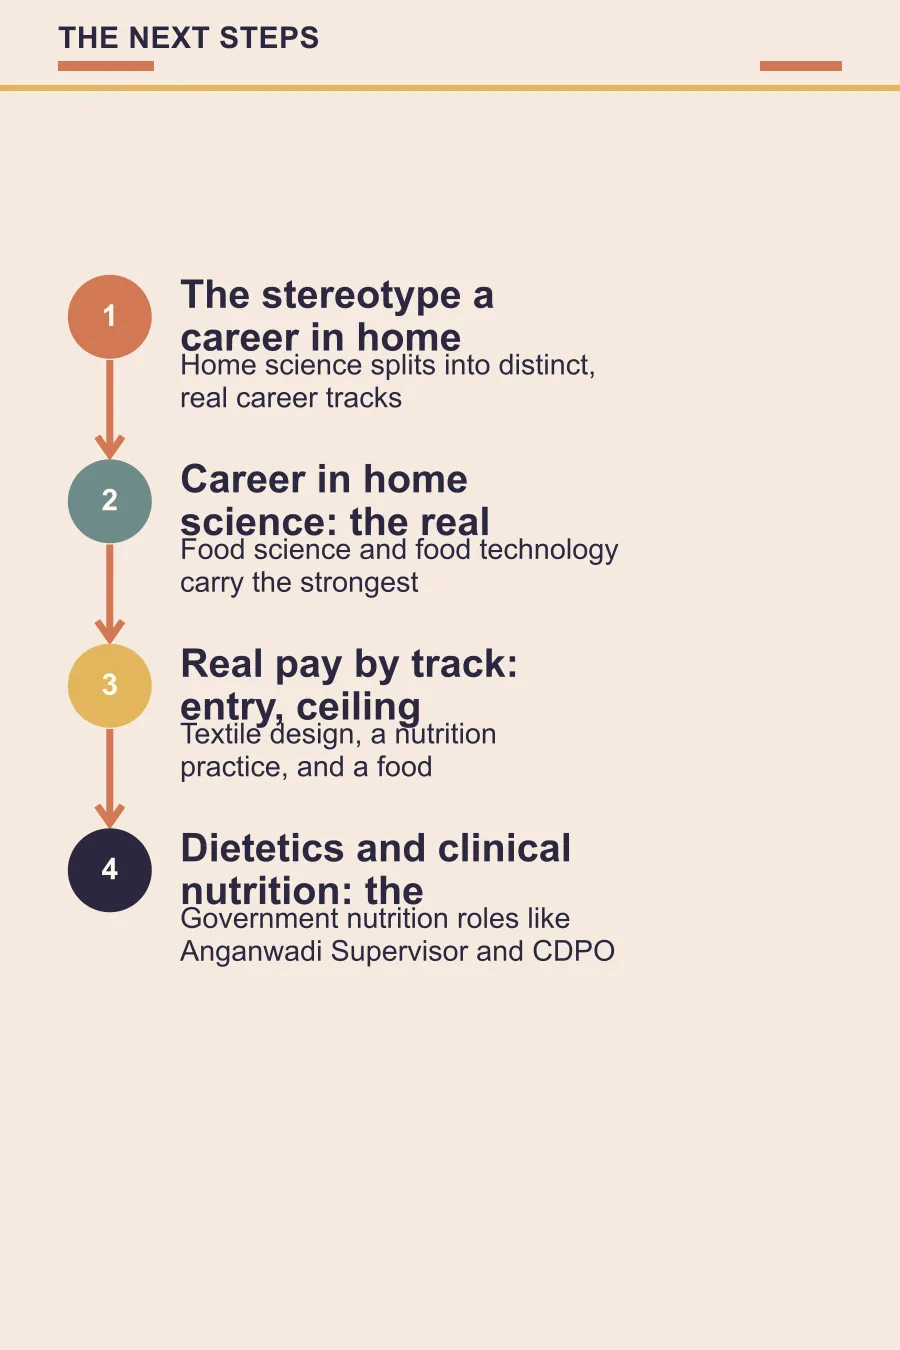 THE NEXT STEPS
1
The stereotype a
career in home
Home science splits into distinct,
real career tracks
2
Career in home
science: the real
Food science and food technology
carry the strongest
3
Real pay by track:
entry, ceiling
Textile design, a nutrition
practice, and a food
4
Dietetics and clinical
nutrition: the
Government nutrition roles like
Anganwadi Supervisor and CDPO